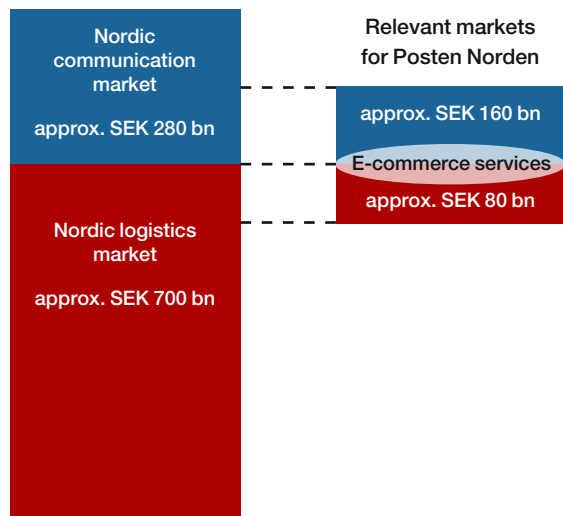 Nordic
communication
market
approx. SEK 280 bn
Nordic logistics
market
approx. SEK 700 bn
Relevant markets
for Posten Norden
approx. SEK 160 bn
E-commerce services
approx. SEK 80 bn